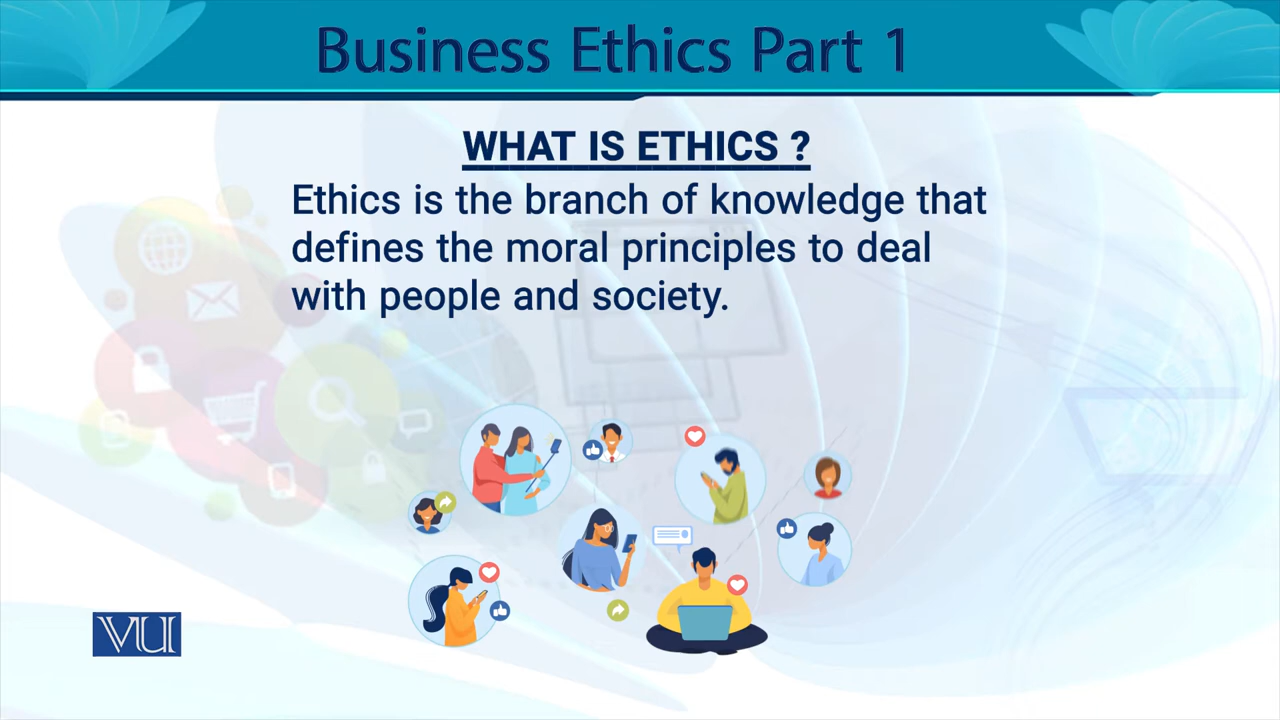 Business Ethics Part 1
WHAT IS ETHICS ?
Ethics is the branch of knowledge that
defines the moral principles to deal
with people and society.
VU